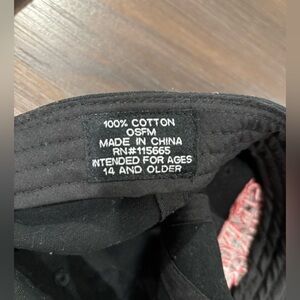 100% COTTON
OSFM
MADE IN CHINA
RN#115665
INTENDED FOR AGES
14 AND OLDER